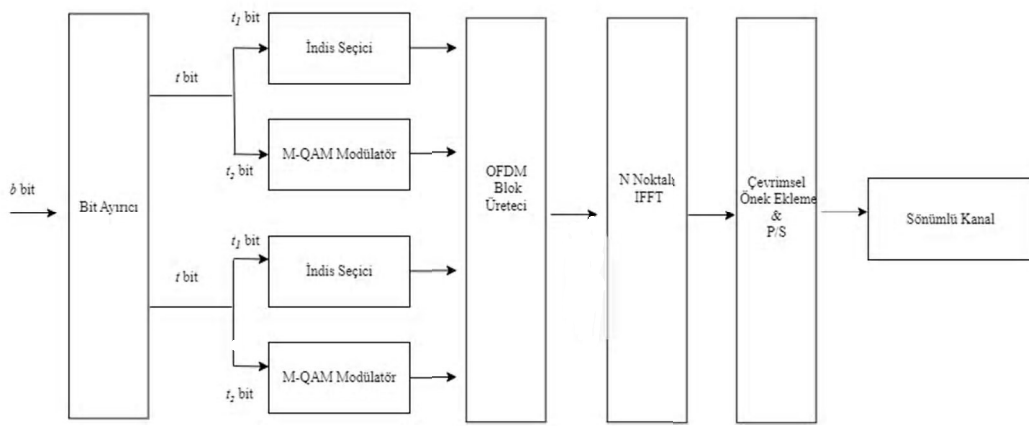 b bit
Bit Ayırıcı
t bit
t1 bit
İndis Seçici
M-QAM Modülatör
t2 bit
t bit
t1 bit
İndis Seçici
M-QAM Modülatör
t2 bit
OFDM
Blok
Üreteci
N Noktalı
IFFT
Çevrimsel
Önek Ekleme
&
P/S
Sönümlü Kanal